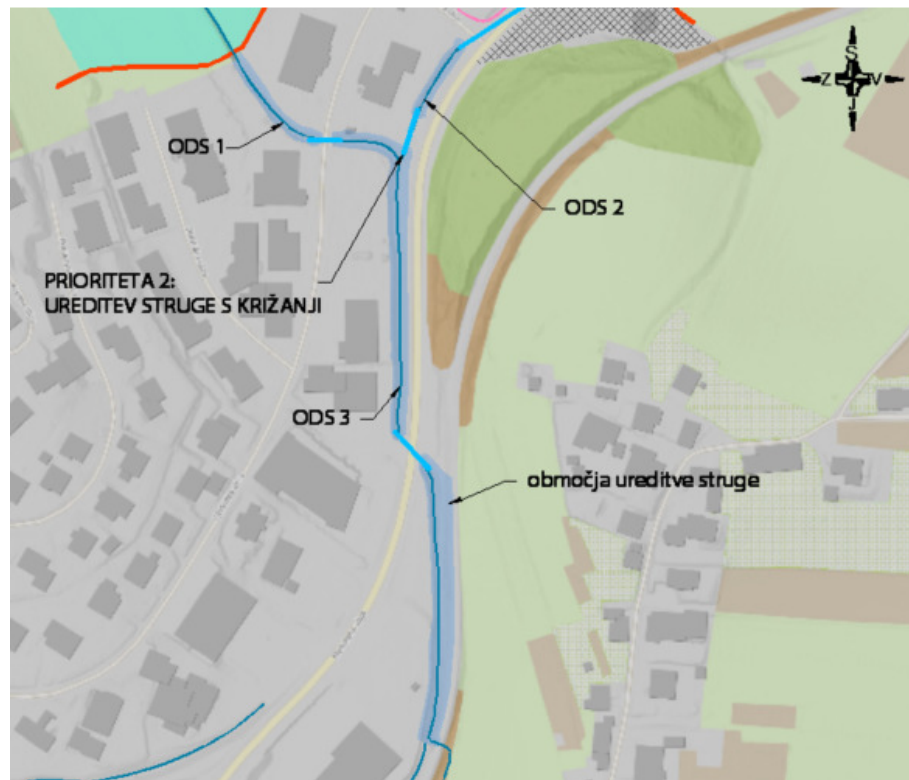 S
Z V
J
ODS 1
ODS 2
PRIORITETA 2:
UREDITEV STRUGE S KRIŽANJI
ODS 3
območja ureditve struge